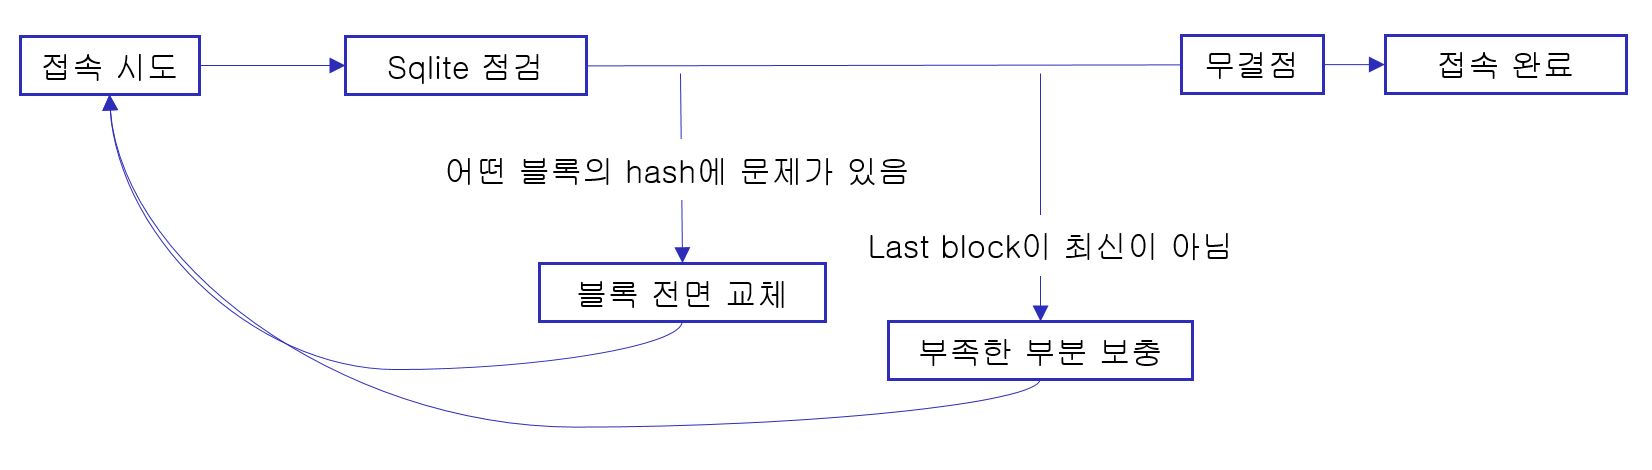 접속 시도
Sqlite 점검
무결점
접속 완료
어떤 블록의 hash에 문제가 있음
Last block이 최신이 아님
블록 전면 교체
부족한 부분 보충